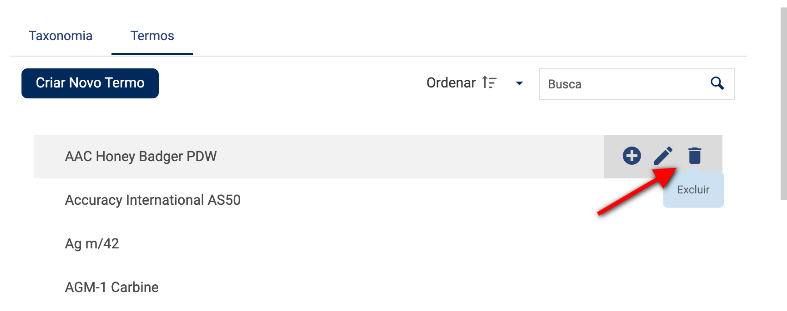 Taxonomia Termos
Criar Novo Termo Ordenar Busca
AAC Honey Badger PDW
Excluir
Accuracy International AS50
Ag m/42
AGM-1 Carbine